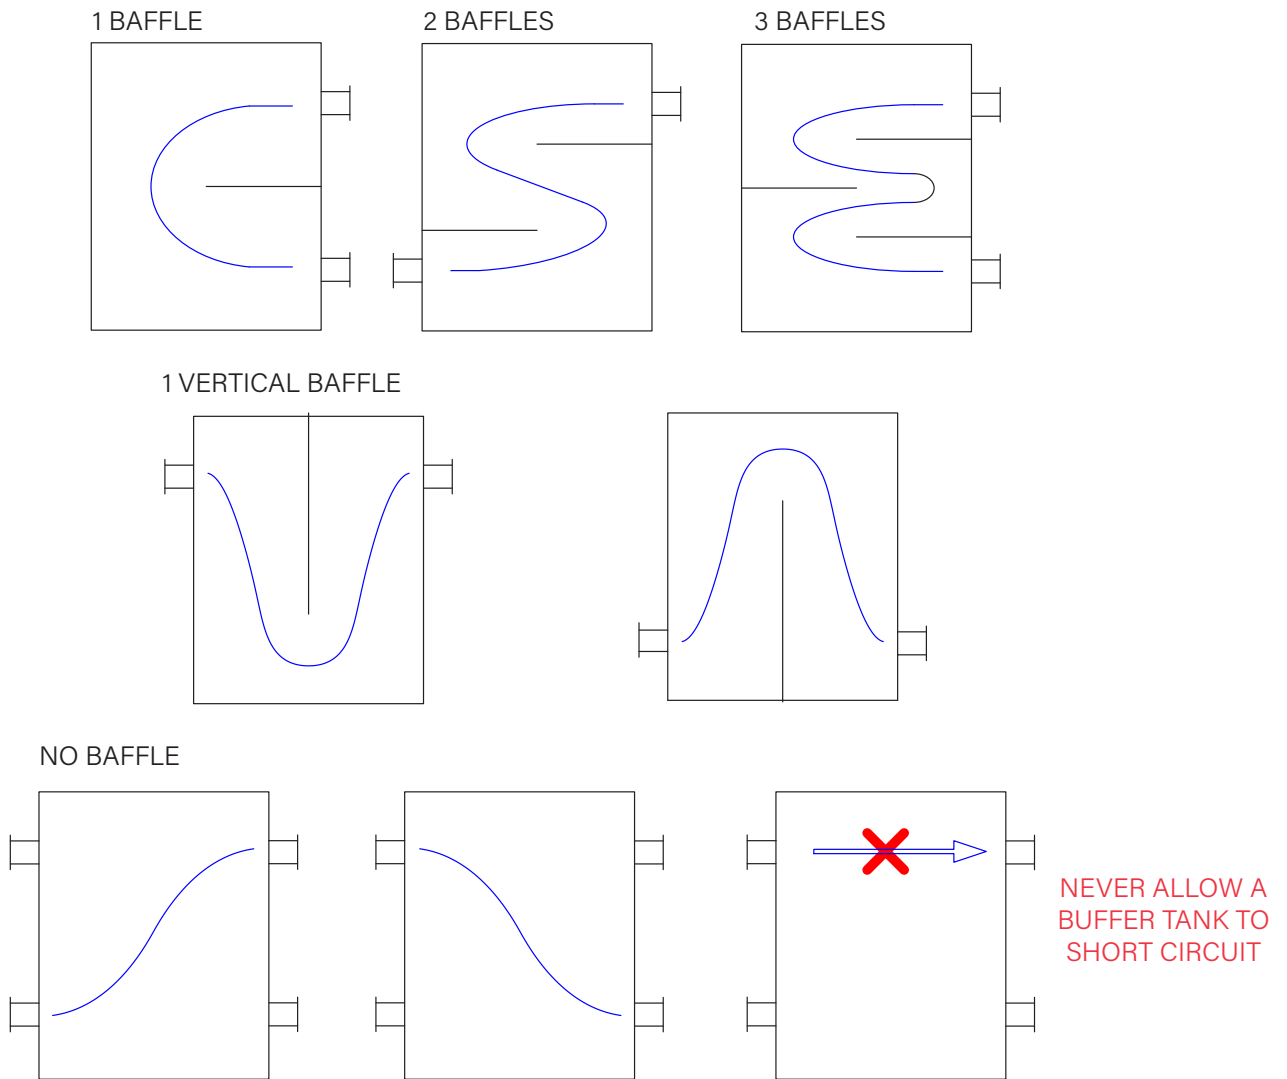 1 BAFFLE
2 BAFFLES
3 BAFFLES
1 VERTICAL BAFFLE
NO BAFFLE
NEVER ALLOW A
BUFFER TANK TO
SHORT CIRCUIT